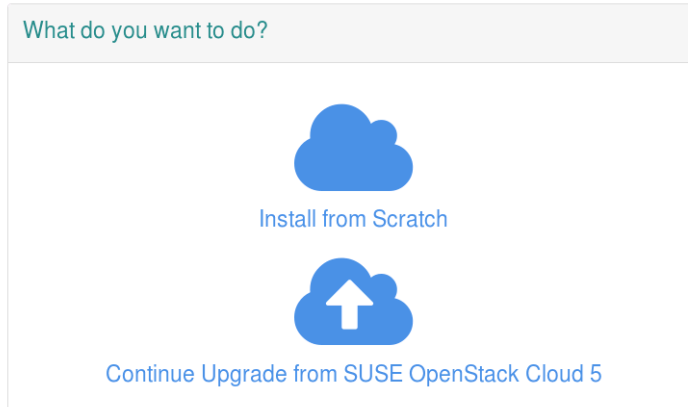 What do you want to do?
Install from Scratch
Continue Upgrade from SUSE OpenStack Cloud 5